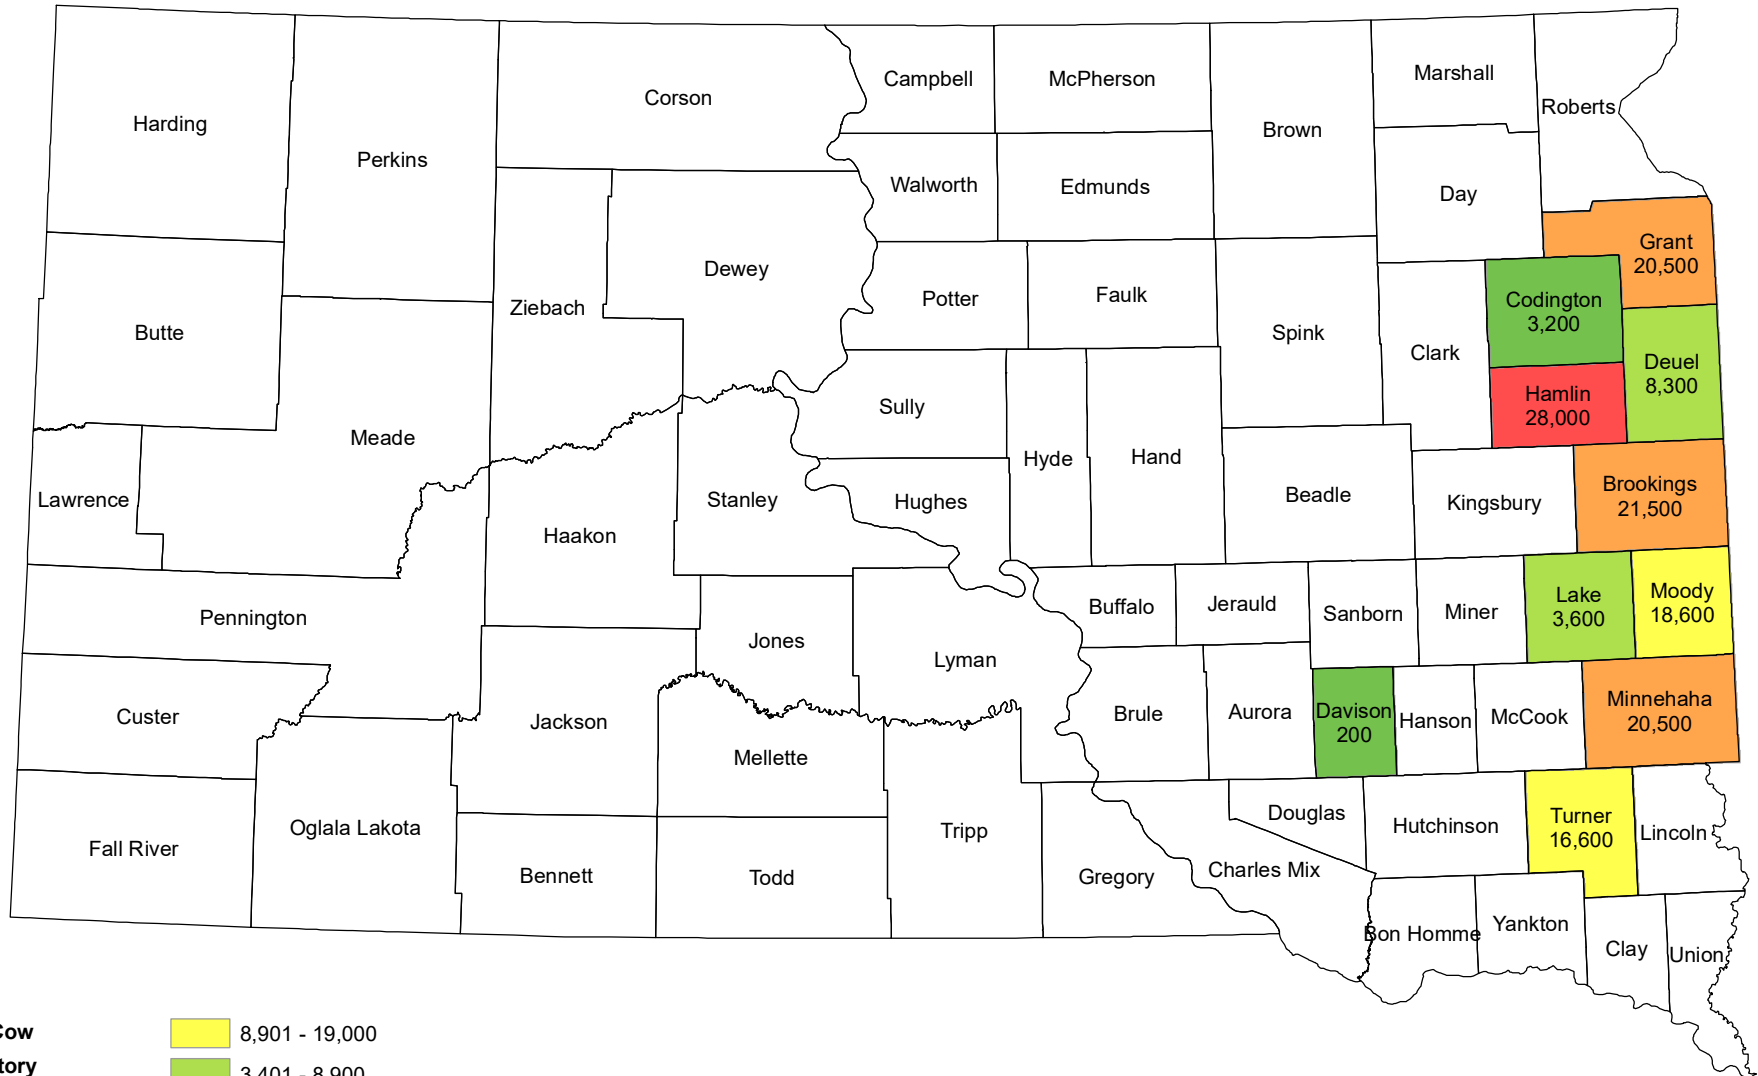 Harding
Perkins
Corson
Campbell
McPherson
Brown
Marshall
Roberts
Walworth
Edmunds
Day
Grant
20,500
Butte
Ziebach
Dewey
Potter
Faulk
Spink
Clark
Codington
3,200
Deuel
8,300
Hamlin
28,000
Meade
Sully
Hyde
Hand
Lawrence
Stanley
Hughes
Beadle
Kingsbury
Brookings
21,500
Haakon
Pennington
Jones
Lyman
Buffalo
Jerauld
Sanborn
Miner
Lake
3,600
Moody
18,600
Custer
Jackson
Mellette
Brule
Aurora
Davison
200
Hanson
McCook
Minnehaha
20,500
Fall River
Oglala Lakota
Bennett
Todd
Tripp
Gregory
Charles Mix
Douglas
Hutchinson
Turner
16,600
Lincoln
Bon Homme
Yankton
Clay
Union
Cow
8,901 - 19,000
tory
3,401 - 8,900